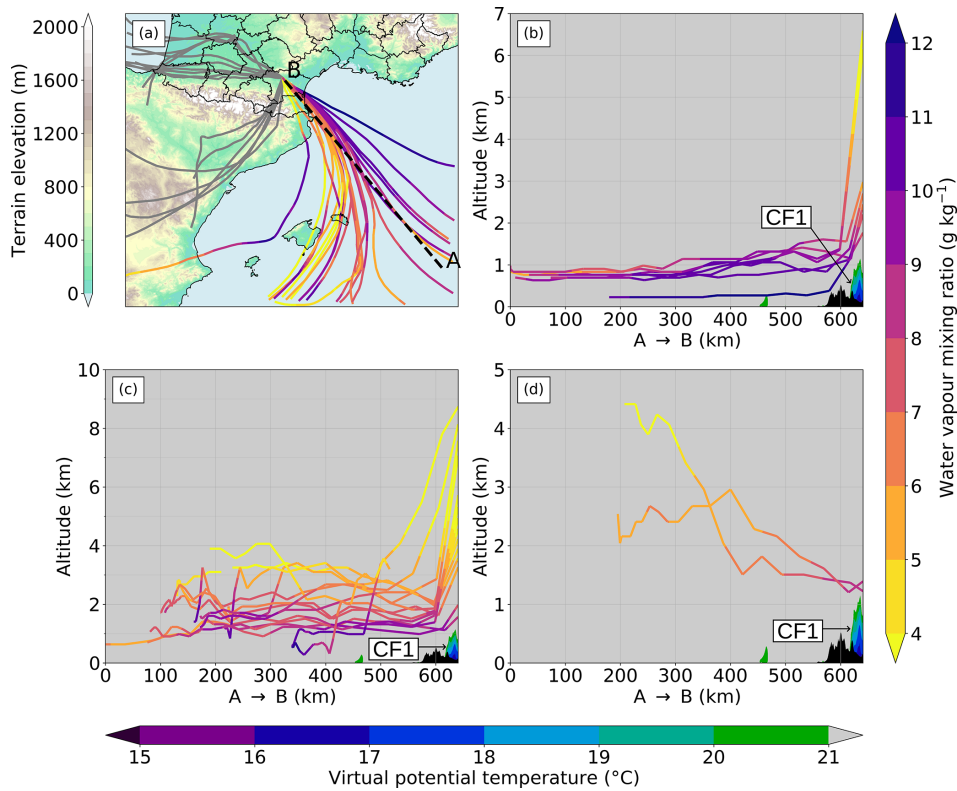 2000
1600
1200
800
400
0
Terrain elevation (m)
(a)
B
A
(b)
7
6
5
4
3
2
1
0
Altitude (km)
CF1
0 100 200 300 400 500 600
A → B (km)
12
11
10
9
8
7
6
5
4
Water vapour mixing ratio (g kg⁻¹)
(c)
10
8
6
4
2
0
Altitude (km)
CF1
0 100 200 300 400 500 600
A → B (km)
(d)
5
4
3
2
1
0
Altitude (km)
CF1
0 100 200 300 400 500 600
A → B (km)
15 16 17 18 19 20 21
Virtual potential temperature (°C)